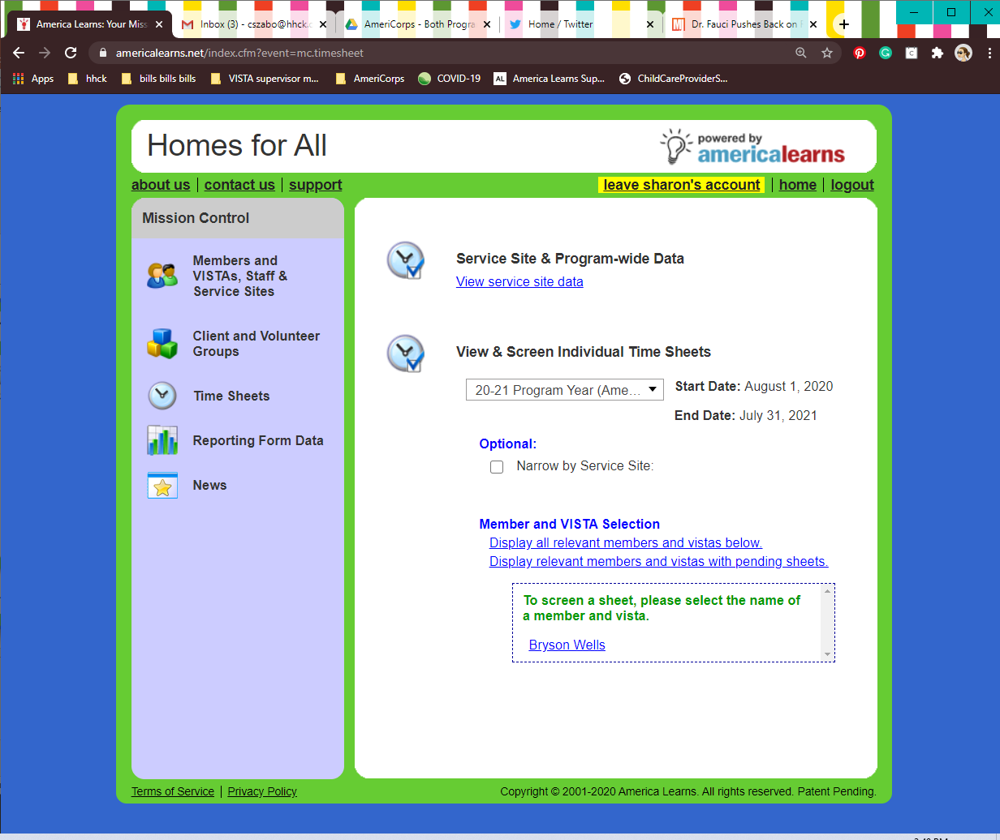 America Learns: Your Miss
Inbox (3) - cszabo@hhck.c
AmeriCorps - Both Progra
Home / Twitter
Dr. Fauci Pushes Back on
americalearns.net/index.cfm?event=mc.timesheet
Apps
hhck
bills bills bills
VISTA supervisor m...
AmeriCorps
COVID-19
AL
America Learns Sup...
ChildCareProviderS...
Homes for All
powered by
americalearns
about us | contact us | support
leave sharon's account | home | logout
Mission Control
Members and
VISTAs, Staff &
Service Sites
Client and Volunteer
Groups
Time Sheets
Reporting Form Data
News
Service Site & Program-wide Data
View service site data
View & Screen Individual Time Sheets
20-21 Program Year (Ame...
Start Date: August 1, 2020
End Date: July 31, 2021
Optional:
Narrow by Service Site:
Member and VISTA Selection
Display all relevant members and vistas below.
Display relevant members and vistas with pending sheets.
To screen a sheet, please select the name of
a member and vista.
Bryson Wells
Terms of Service | Privacy Policy
Copyright © 2001-2020 America Learns. All rights reserved. Patent Pending.